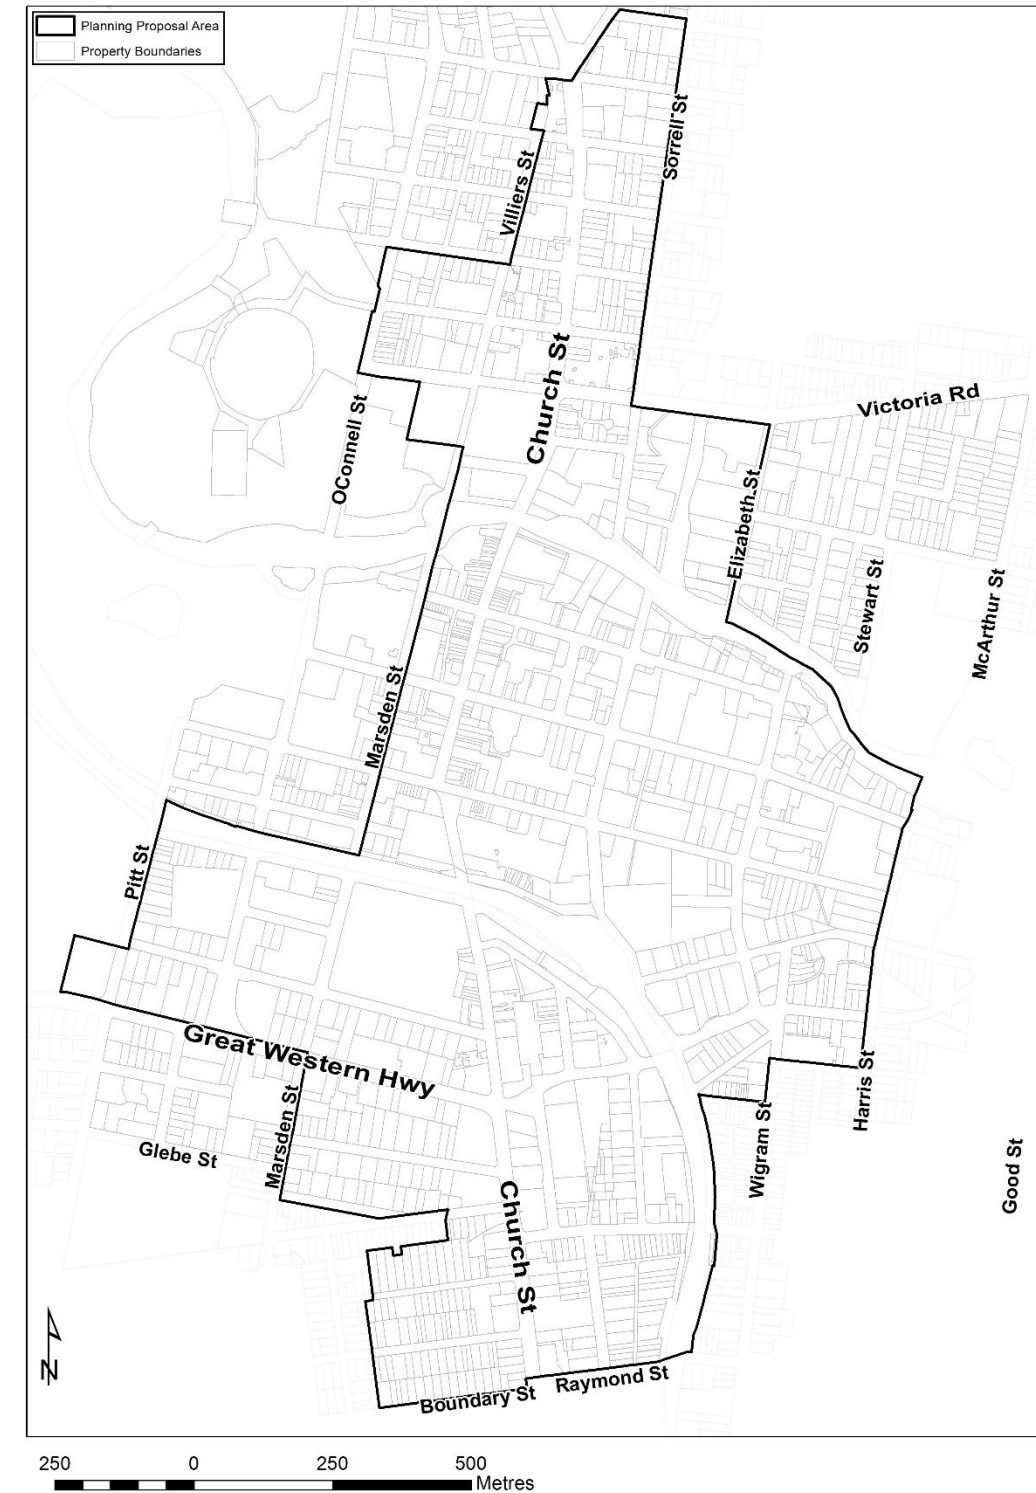 Planning Proposal Area
Property Boundaries
Sorrell St
Villiers St
Church St
Victoria Rd
OConnell St
Elizabeth St
Stewart St
McArthur St
Marsden St
Pitt St
Great Western Hwy
Marsden St
Glebe St
Harris St
Wigram St
Good St
Church St
Raymond St
Boundary St
N
250 0 250 500
Metres